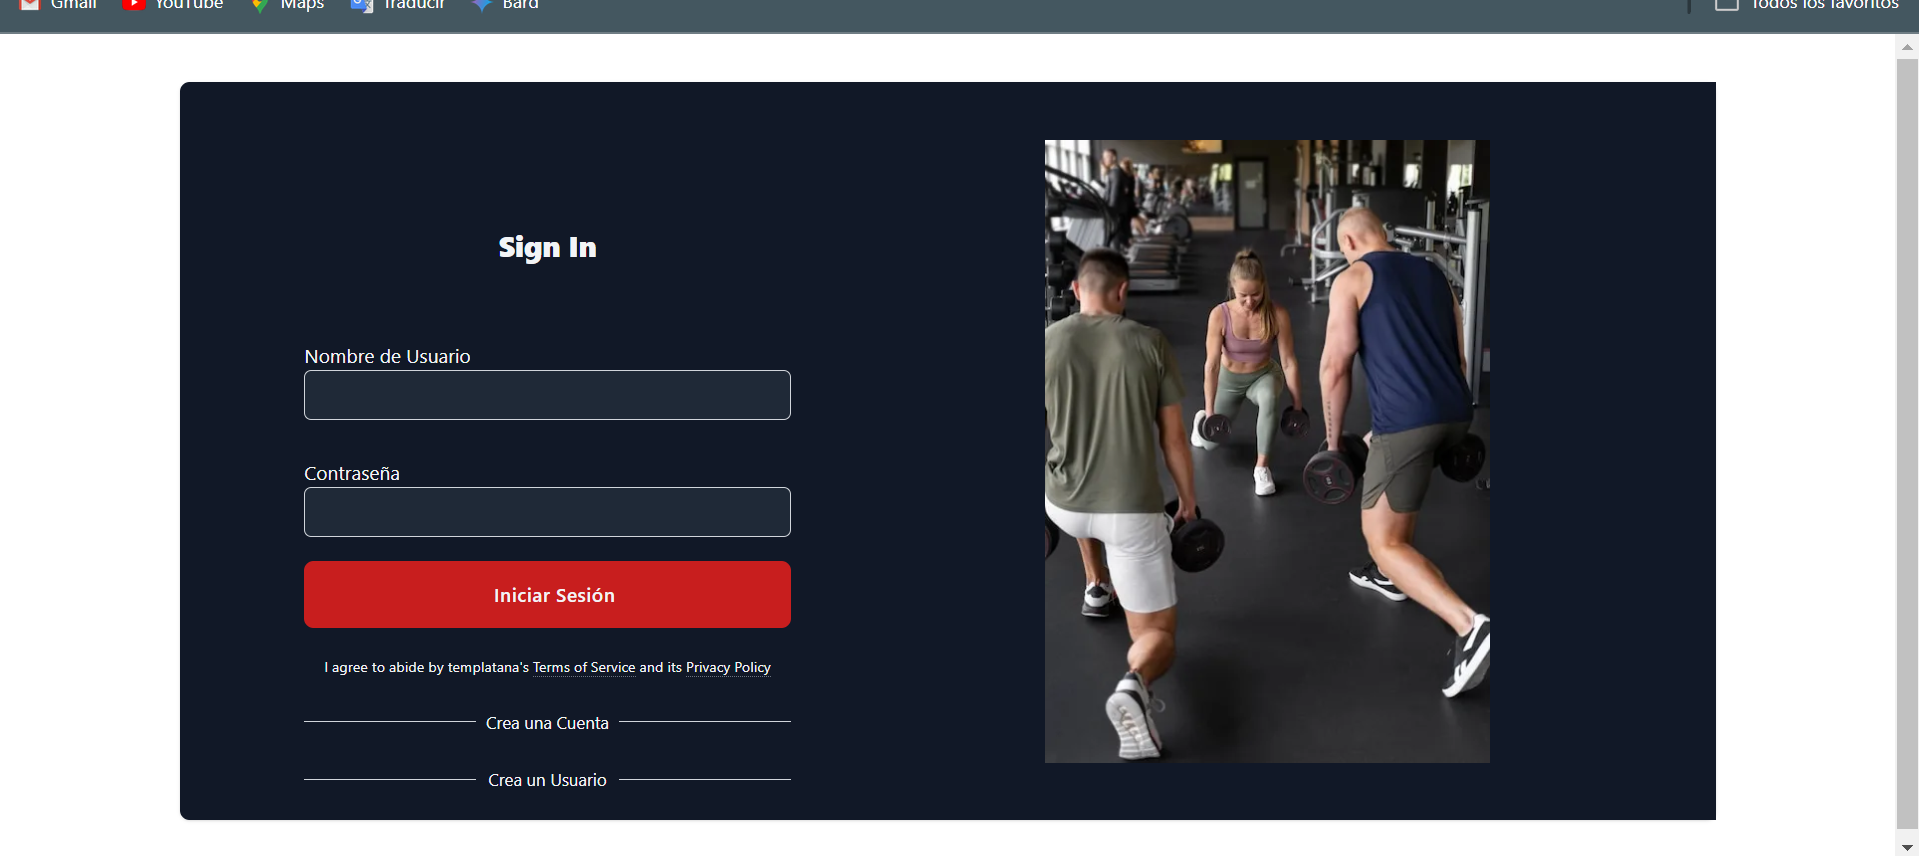 Gmail YouTube Maps Traducir Bard Todos los favoritos
Sign In
Nombre de Usuario
Contraseña
Iniciar Sesión
I agree to abide by templatana's Terms of Service and its Privacy Policy
Crea una Cuenta
Crea un Usuario